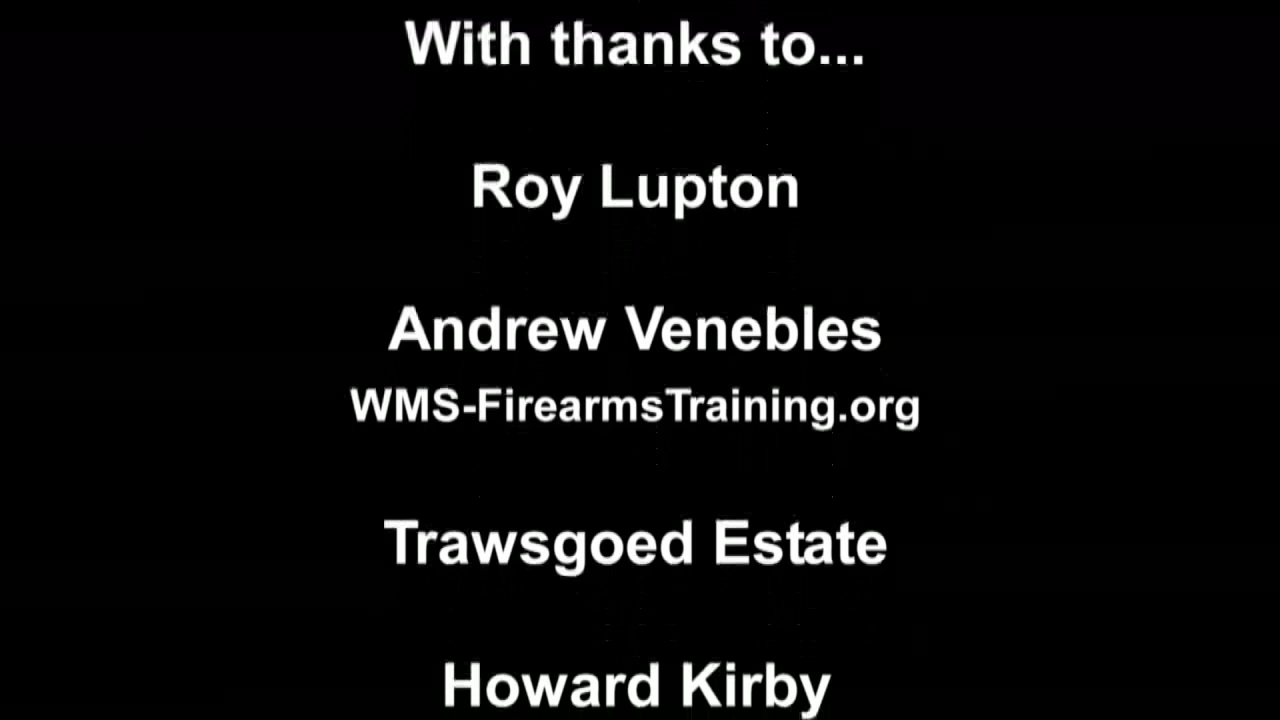 With thanks to...
Roy Lupton
Andrew Venebles
WMS-FirearmsTraining.org
Trawsgoed Estate
Howard Kirby